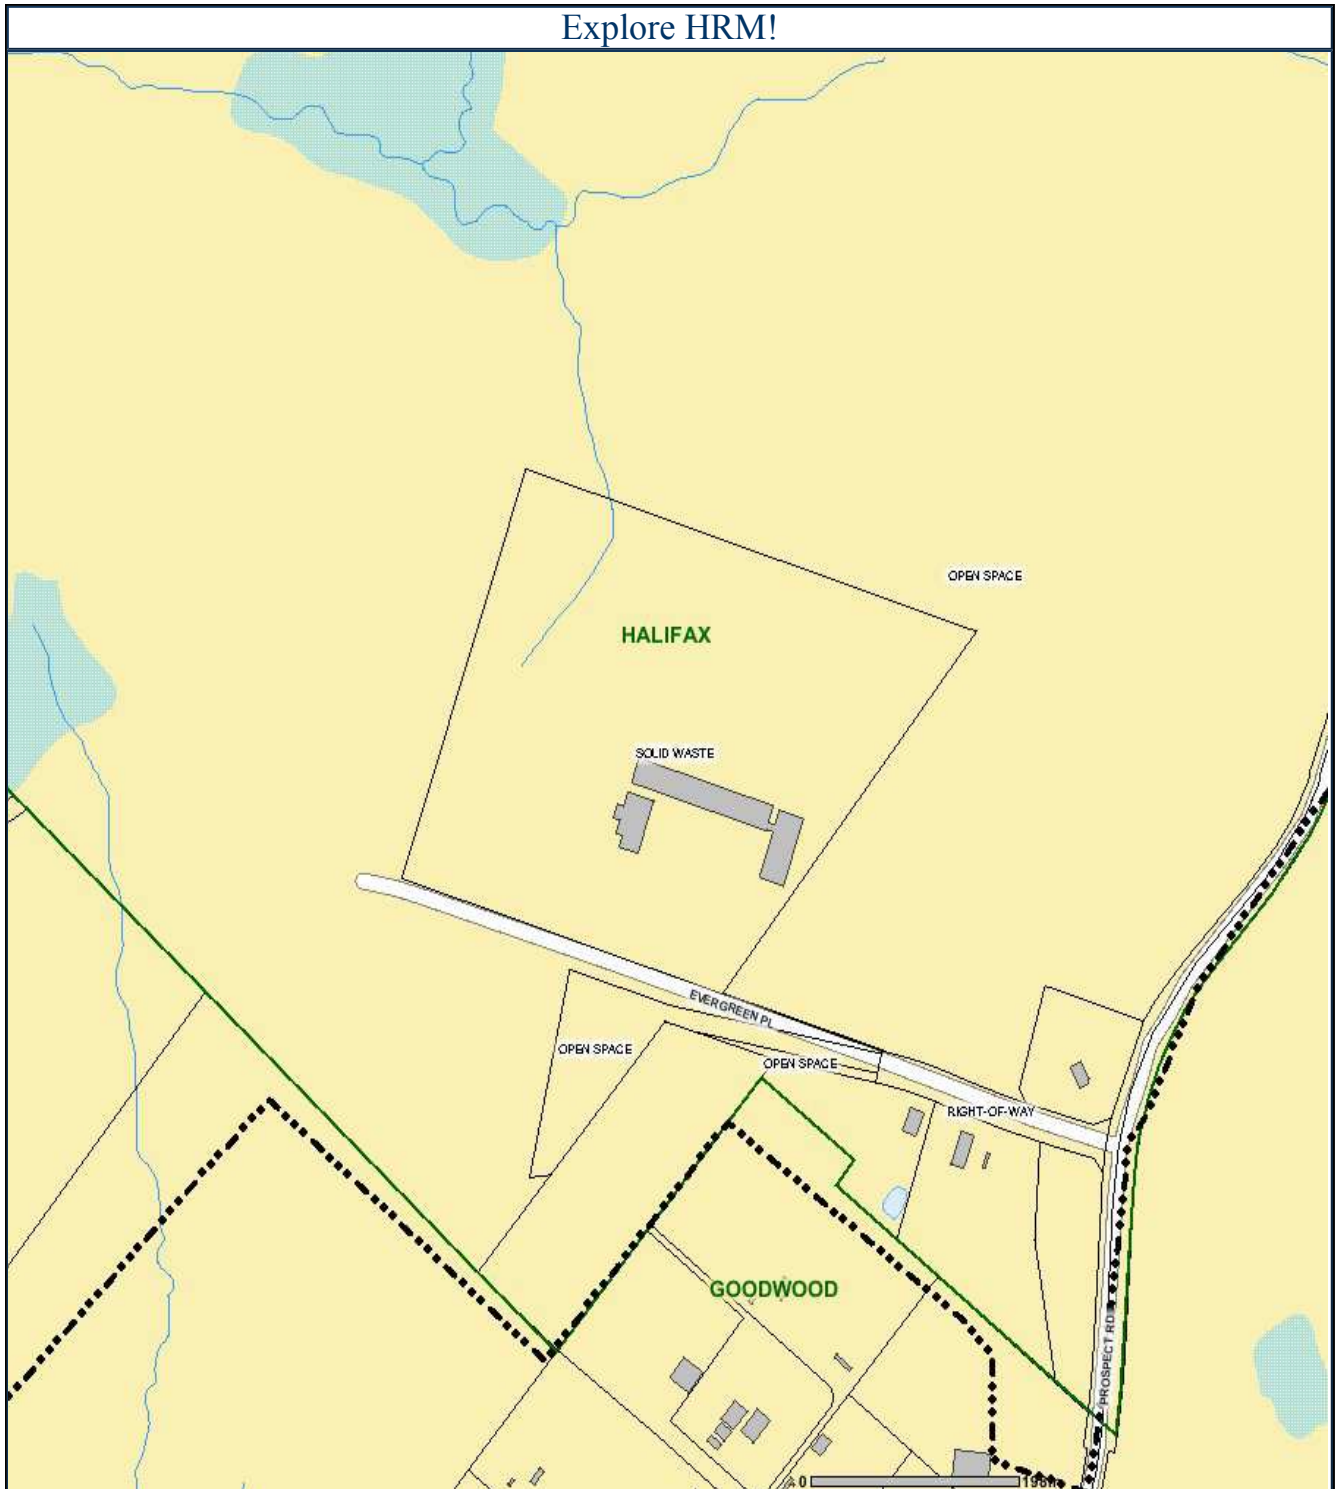 Explore HRM!
OPEN SPACE
HALIFAX
SOLID WASTE
EVERGREEN PL
OPEN SPACE
OPEN SPACE
RIGHT-OF-WAY
GOODWOOD
PROSPECT RD
0 198m